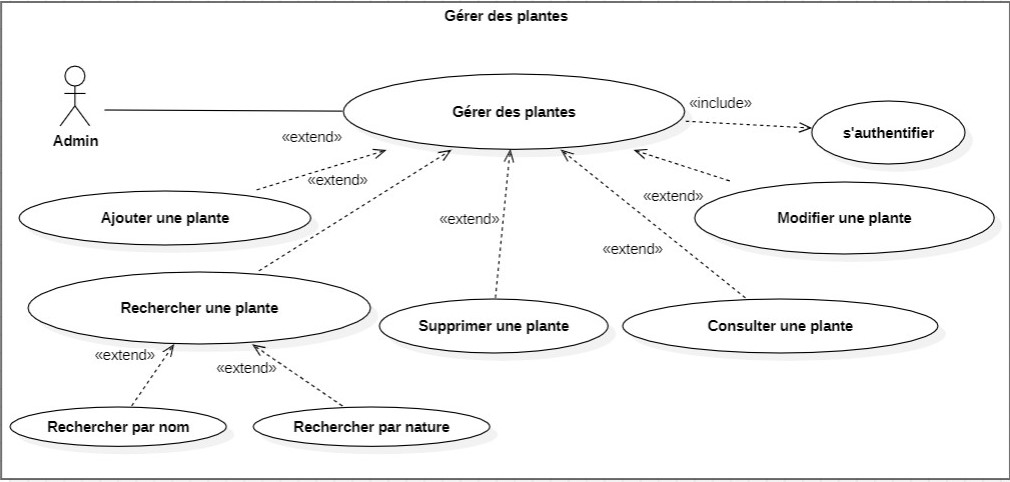 Gérer des plantes
Gérer des plantes
«include»
s'authentifier
Admin
«extend»
«extend»
Ajouter une plante
«extend»
«extend»
Modifier une plante
«extend»
Rechercher une plante
Supprimer une plante
Consulter une plante
«extend»
«extend»
Rechercher par nom
Rechercher par nature